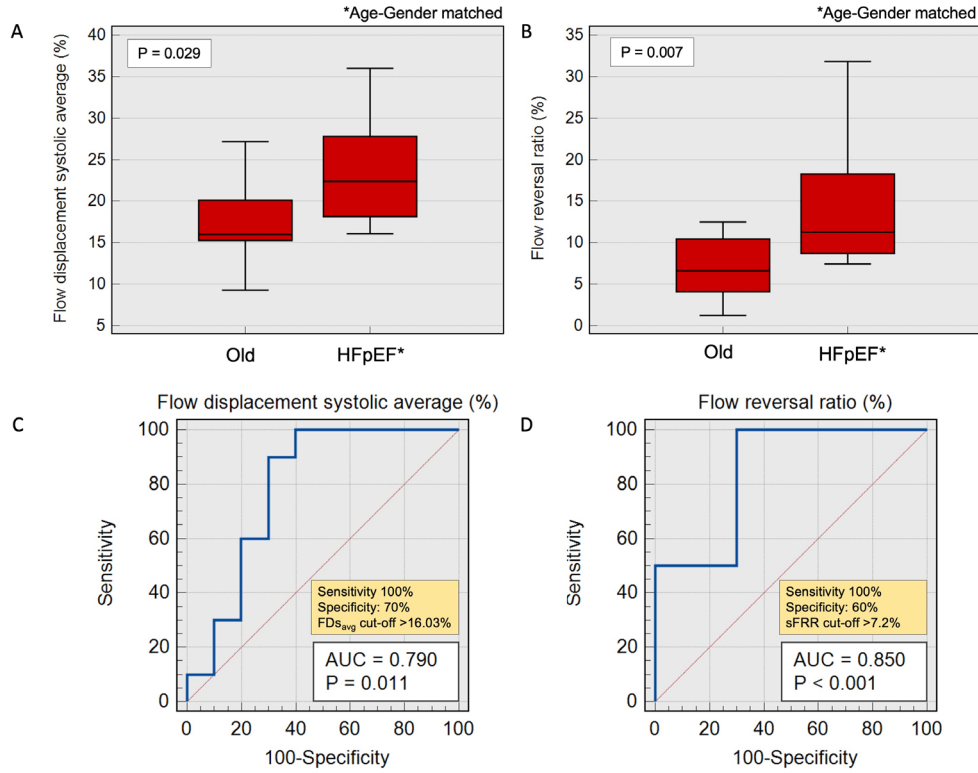 A
*Age-Gender matched
P = 0.029
Flow displacement systolic average (%)
40
35
30
25
20
15
10
5
Old
HFpEF*
B
*Age-Gender matched
P = 0.007
Flow reversal ratio (%)
35
30
25
20
15
10
5
0
Old
HFpEF*
C
Flow displacement systolic average (%)
Sensitivity
100
80
60
40
20
0
Sensitivity 100%
Specificity: 70%
FDsavg cut-off >16.03%
AUC = 0.790
P = 0.011
0 20 40 60 80 100
100-Specificity
D
Flow reversal ratio (%)
Sensitivity
100
80
60
40
20
0
Sensitivity 100%
Specificity: 60%
sFRR cut-off >7.2%
AUC = 0.850
P < 0.001
0 20 40 60 80 100
100-Specificity